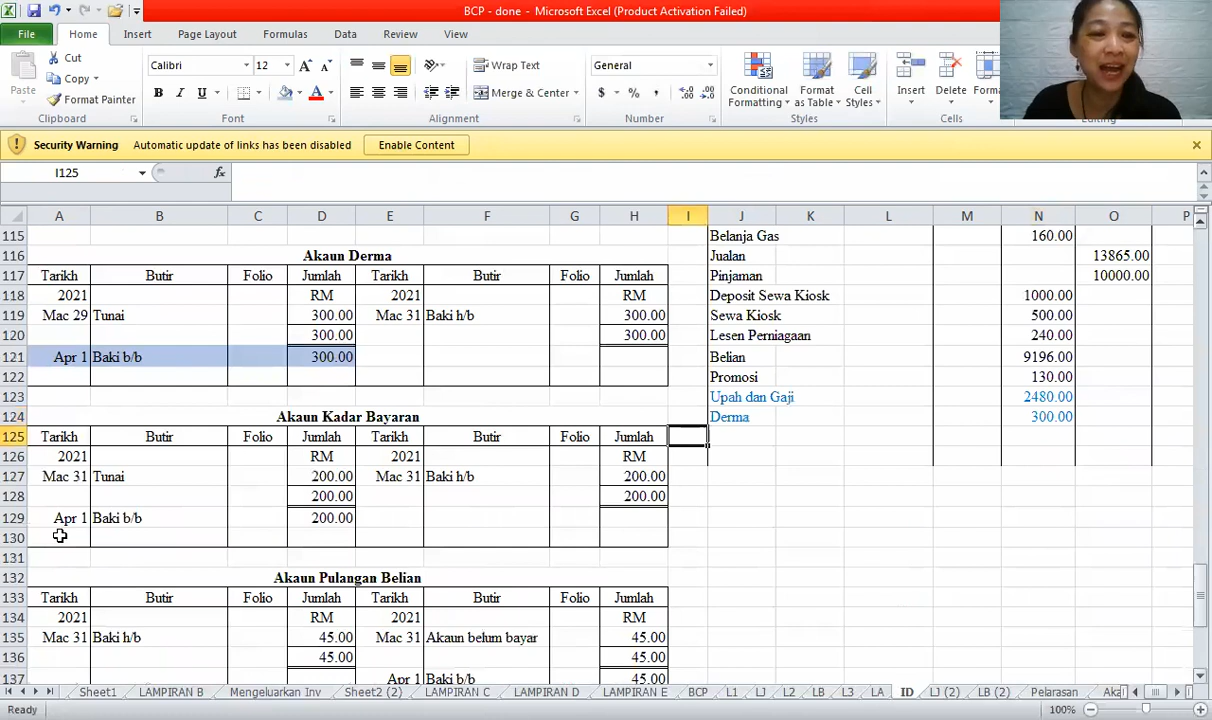 BCP - done - Microsoft Excel (Product Activation Failed)
File Home Insert Page Layout Formulas Data Review View
Cut
Copy
Format Painter
Paste
Clipboard
Calibri 12
B I U
Font
Wrap Text
Merge & Center
Alignment
General
$ % ,
Number
Conditional Formatting
Format as Table
Cell Styles
Styles
Insert
Delete
Forma
Cells
Editing
Security Warning Automatic update of links has been disabled Enable Content
I125 fx
A B C D E F G H I J K L M N O P
115 Belanja Gas 160.00
116 Akaun Derma Jualan 13865.00
117 Tarikh Butir Folio Jumlah Tarikh Butir Folio Jumlah Pinjaman 10000.00
118 2021 RM 2021 RM Deposit Sewa Kiosk 1000.00
119 Mac 29 Tunai 300.00 Mac 31 Baki h/b 300.00 Sewa Kiosk 500.00
120 300.00 300.00 Lesen Perniagaan 240.00
121 Apr 1 Baki b/b 300.00 Belian 9196.00
122 Promosi 130.00
123 Upah dan Gaji 2480.00
124 Akaun Kadar Bayaran Derma 300.00
125 Tarikh Butir Folio Jumlah Tarikh Butir Folio Jumlah
126 2021 RM 2021 RM
127 Mac 31 Tunai 200.00 Mac 31 Baki h/b 200.00
128 200.00 200.00
129 Apr 1 Baki b/b 200.00
130
131
132 Akaun Pulangan Belian
133 Tarikh Butir Folio Jumlah Tarikh Butir Folio Jumlah
134 2021 RM 2021 RM
135 Mac 31 Baki h/b 45.00 Mac 31 Akaun belum bayar 45.00
136 45.00 45.00
137 Apr 1 Baki b/b 45.00
Sheet1 LAMPIRAN B Mengeluarkan Inv Sheet2 (2) LAMPIRAN C LAMPIRAN D LAMPIRAN E BCP L1 LJ L2 LB L3 LA ID LJ (2) LB (2) Pelarasan Aka
Ready 100%